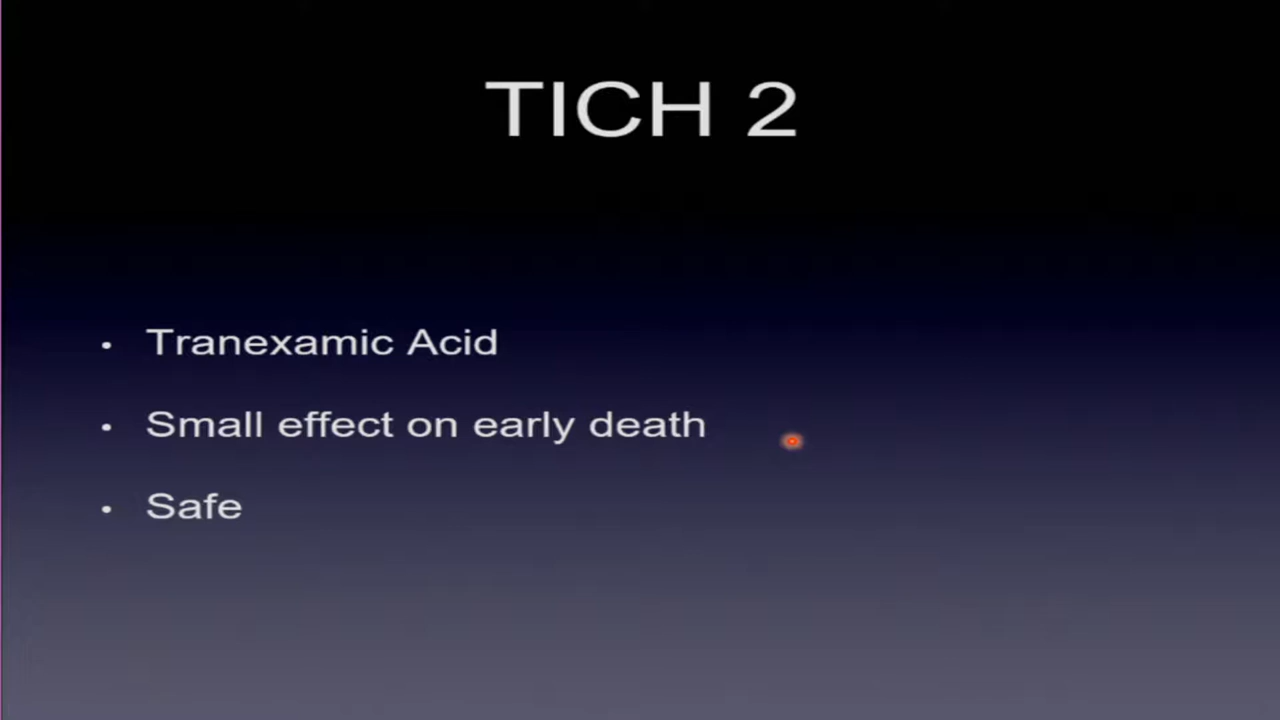 TICH 2
• Tranexamic Acid
• Small effect on early death
• Safe